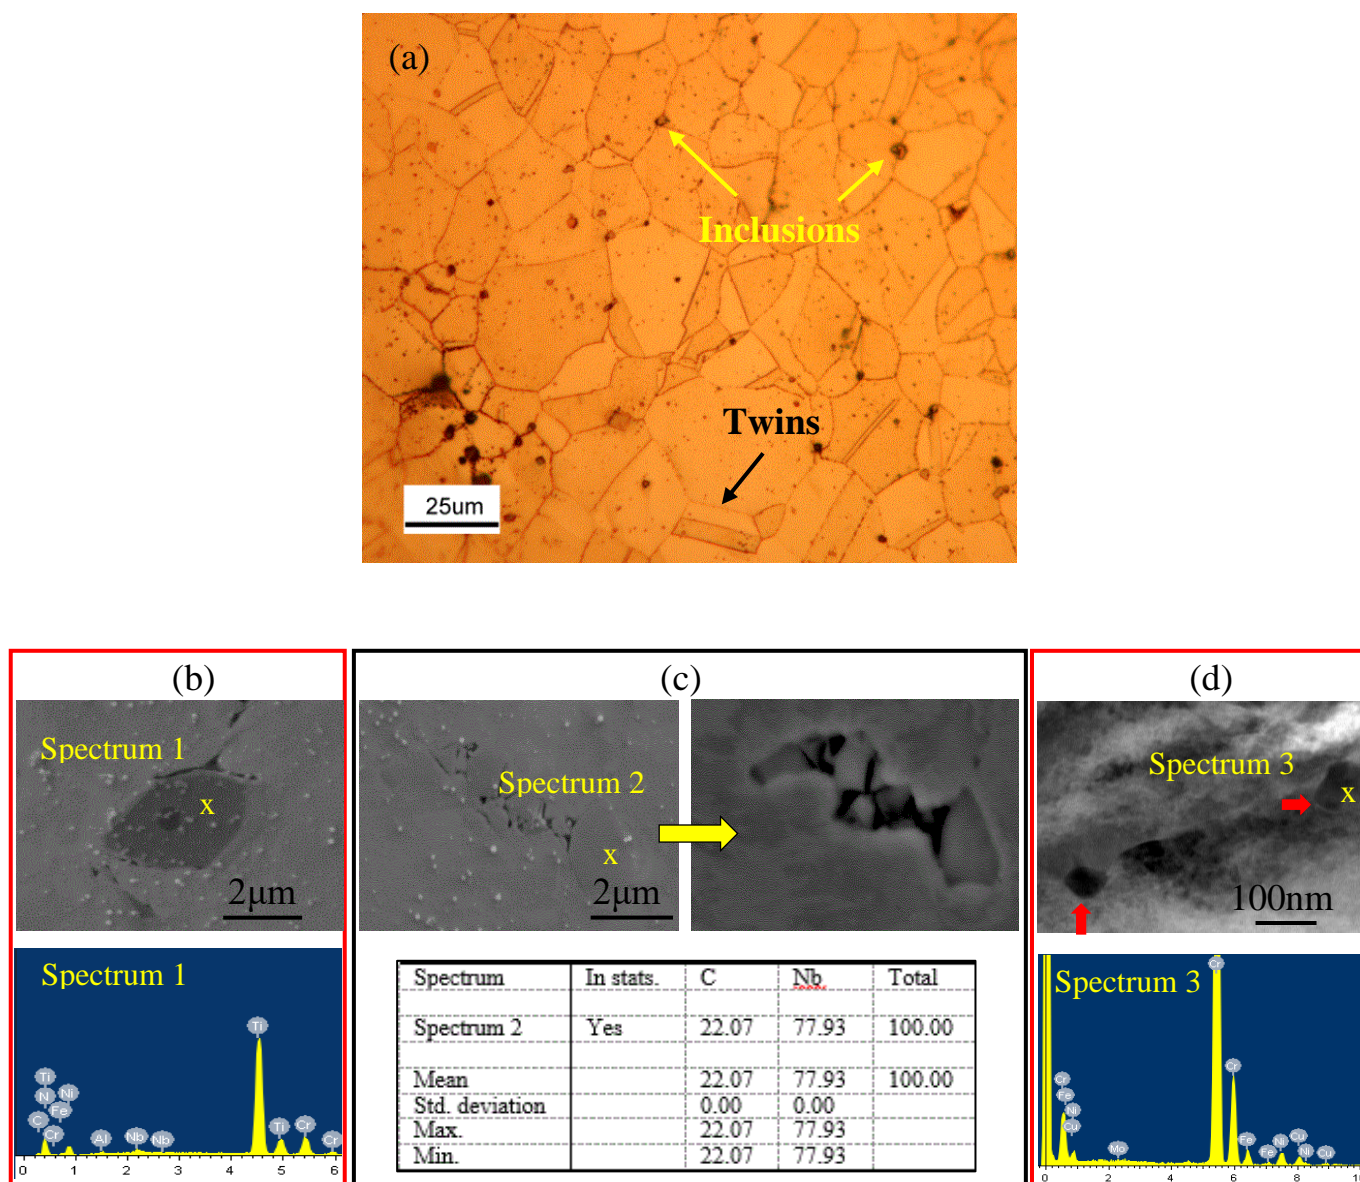 (a)
Inclusions
Twins
25um
(b)
Spectrum 1
x
2μm
Spectrum 1
Ti
Ti
N
Ni
C
Fe
Cr
Al
Nb
Nb
Ti
Cr
Cr
0 1 2 3 4 5 6
(c)
Spectrum 2
x
2μm
Spectrum In stats. C Nb Total
Spectrum 2 Yes 22.07 77.93 100.00
Mean 22.07 77.93 100.00
Std. deviation 0.00 0.00
Max. 22.07 77.93
Min. 22.07 77.93
(d)
Spectrum 3
x
100nm
Spectrum 3
Cr
Cr
Cr
Fe
Ni
Cu
Mo
Fe
Fe
Ni
Cu
Ni
Cu
0 2 4 6 8